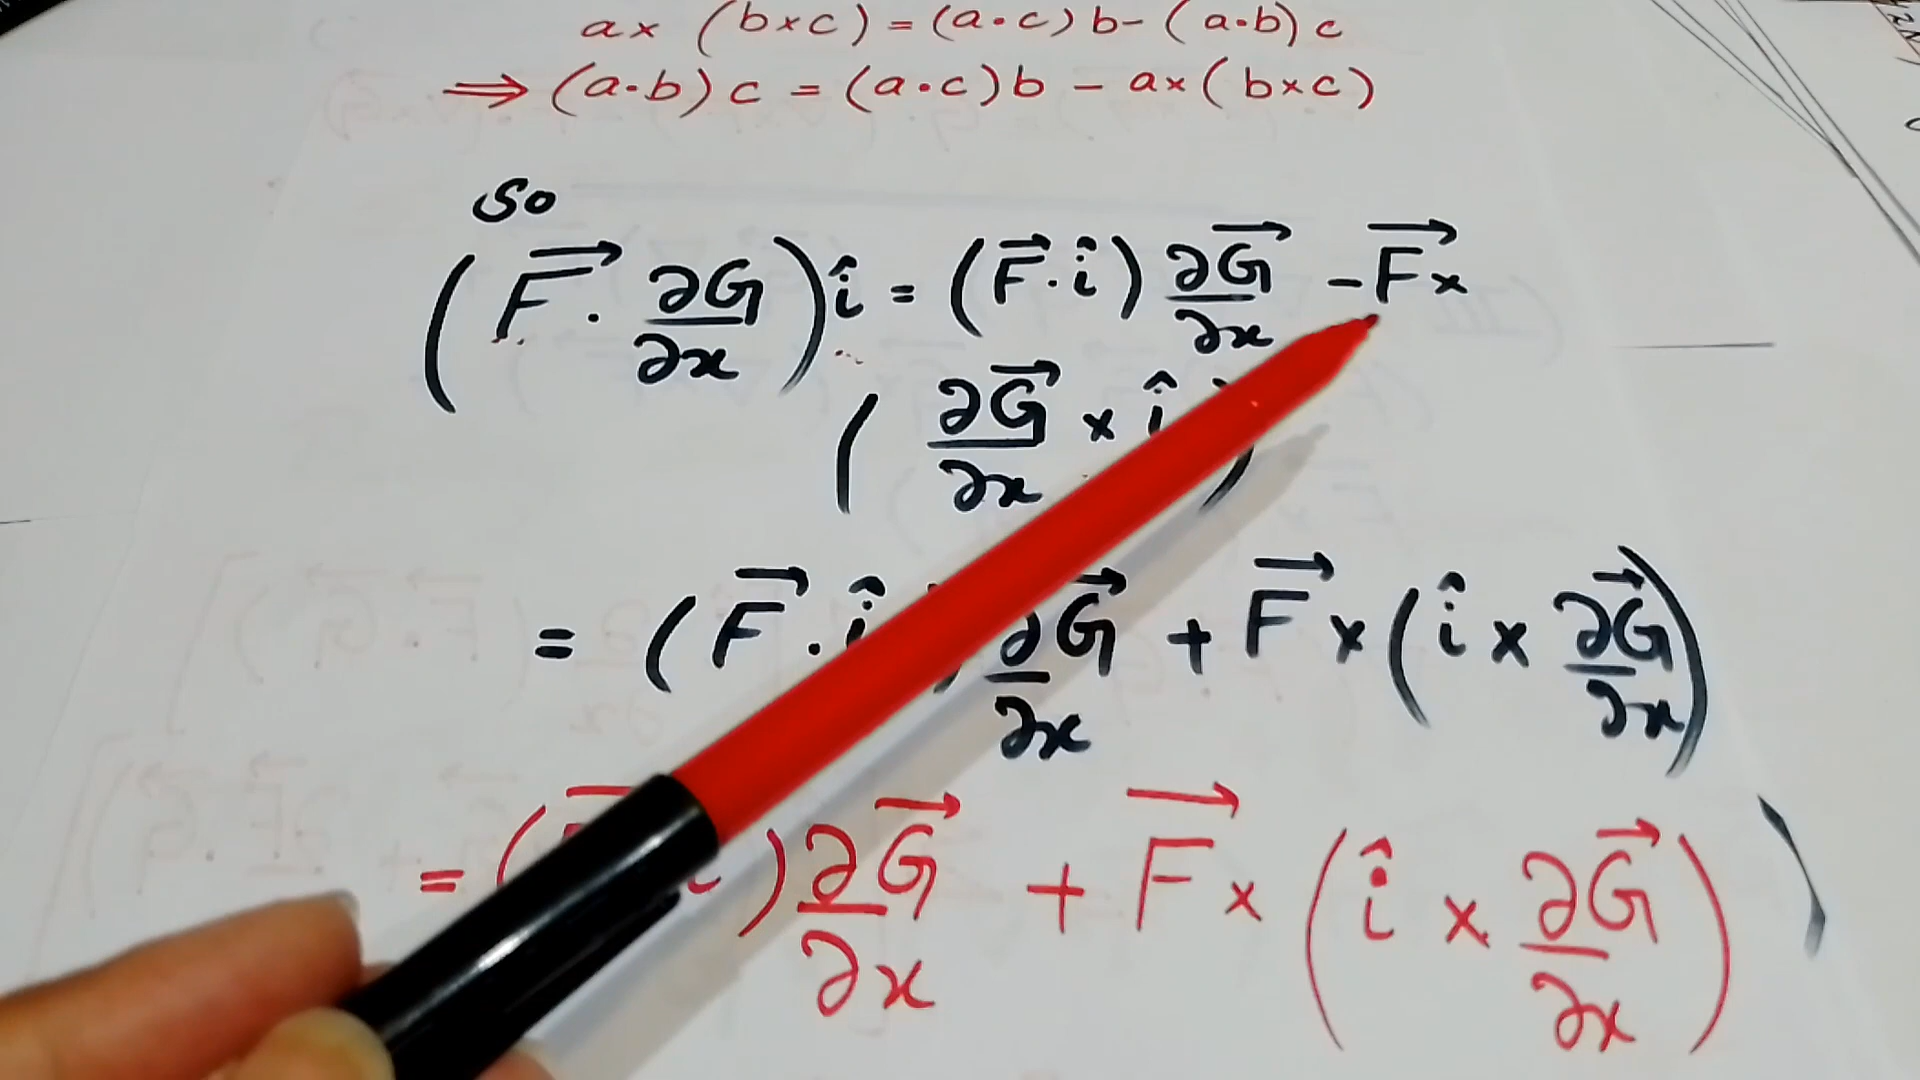 a× (b×c) = (a·c) b- (a·b) c
⟹ (a·b) c = (a·c) b - a×(b×c)
So
(F⃗ · ∂G⃗/∂x) î = (F⃗·î) ∂G⃗/∂x - F⃗×
(∂G⃗/∂x × î )
= (F⃗ · î ) ∂G⃗/∂x + F⃗ × (î × ∂G⃗/∂x)
= ( ) ∂G⃗/∂x + F⃗ × (î × ∂G⃗/∂x)